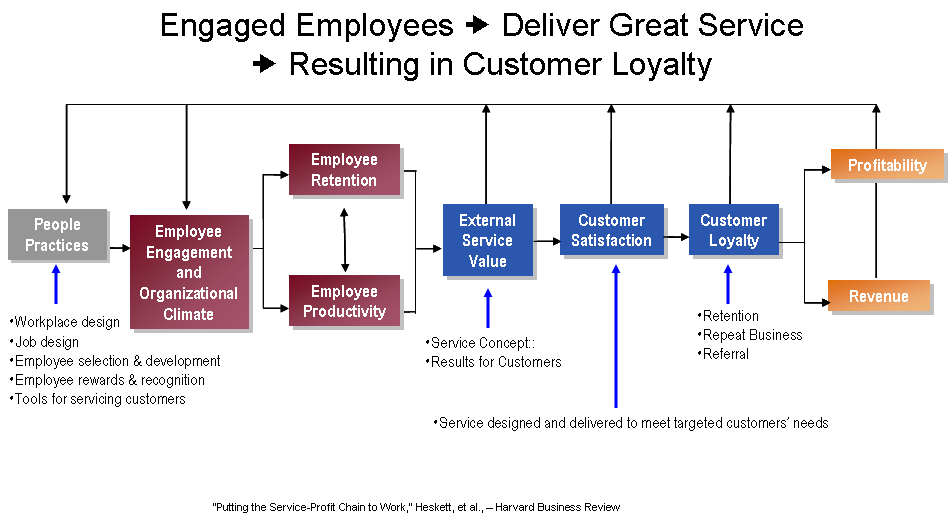 Engaged Employees → Deliver Great Service
→ Resulting in Customer Loyalty
People
Practices
Employee
Engagement
and
Organizational
Climate
Employee
Retention
Employee
Productivity
External
Service
Value
Customer
Satisfaction
Customer
Loyalty
Profitability
Revenue
•Workplace design
•Job design
•Employee selection & development
•Employee rewards & recognition
•Tools for servicing customers
•Service Concept::
•Results for Customers
•Retention
•Repeat Business
•Referral
•Service designed and delivered to meet targeted customers’ needs
"Putting the Service-Profit Chain to Work," Heskett, et al., – Harvard Business Review